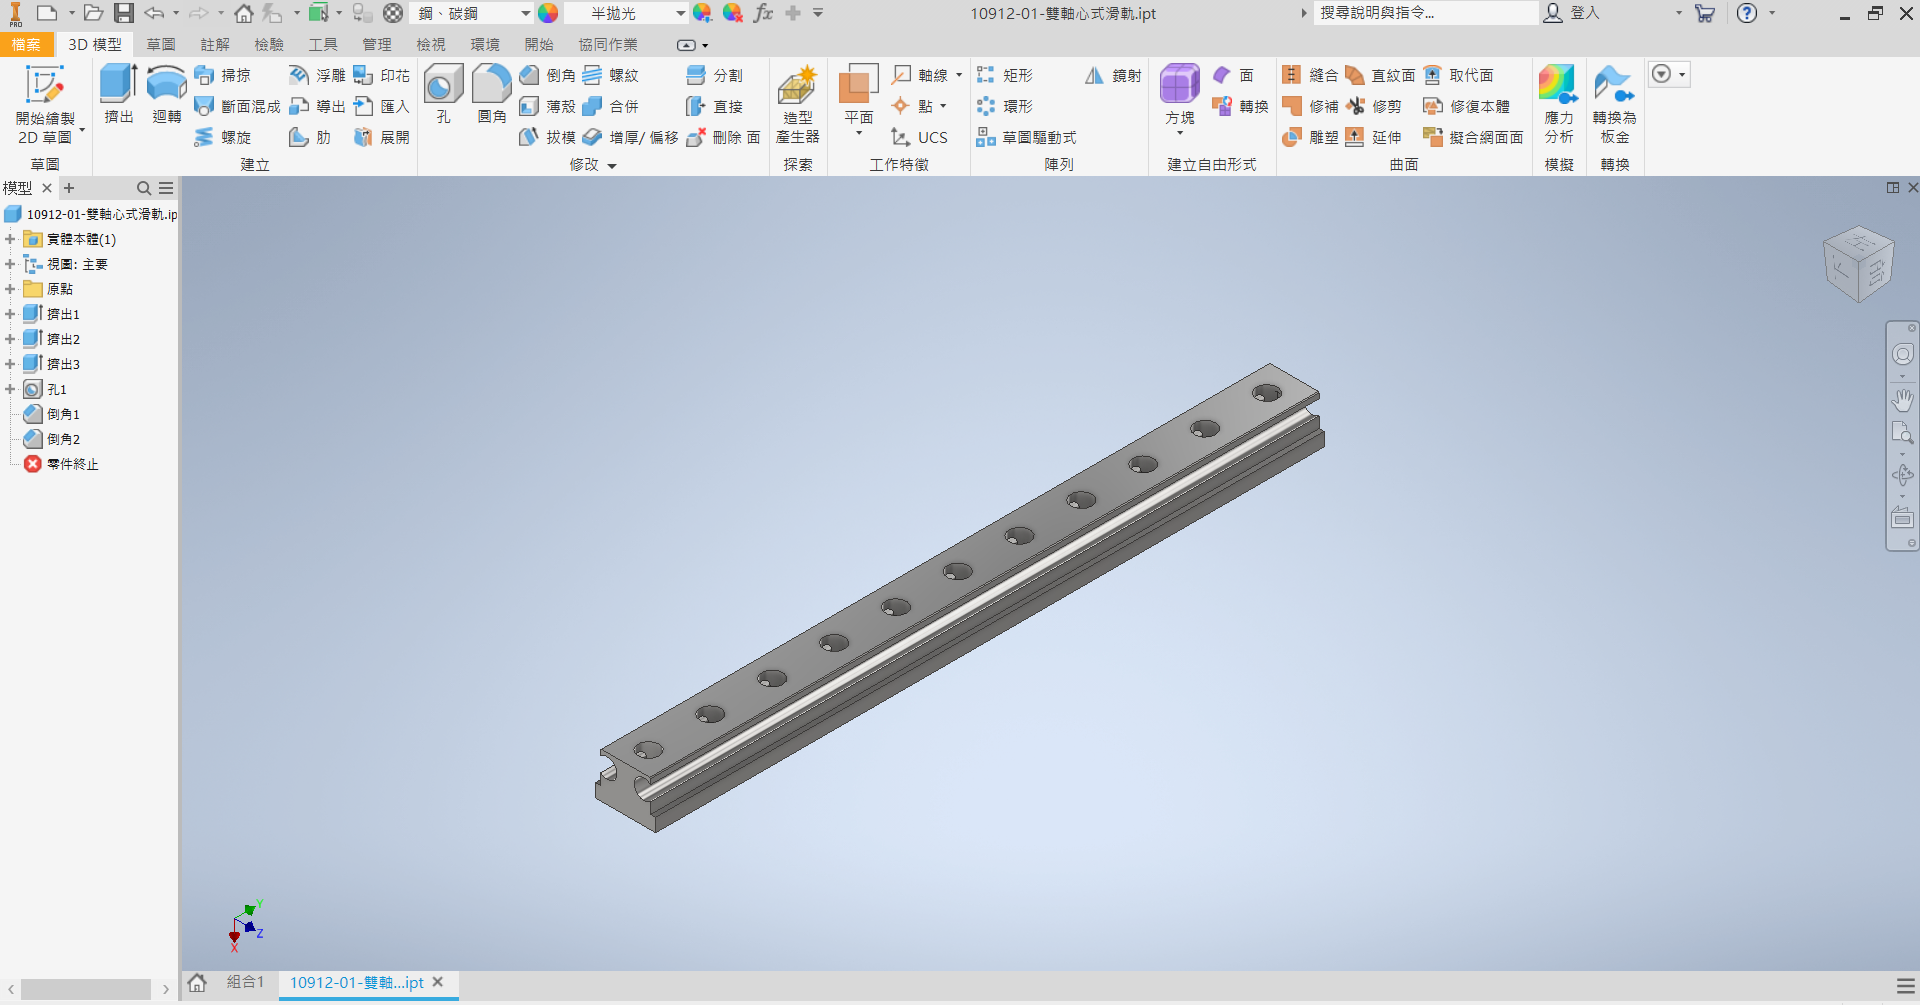 PRO
鋼、碳鋼
半拋光
fx
10912-01-雙軸心式滑軌.ipt
搜尋說明與指令...
登入
檔案
3D 模型
草圖
註解
檢驗
工具
管理
檢視
環境
開始
協同作業
開始繪製
2D 草圖
草圖
擠出
迴轉
掃掠
斷面混成
螺旋
浮雕
導出
肋
印花
匯入
展開
建立
孔
圓角
倒角
薄殼
拔模
螺紋
合併
增厚/ 偏移
分割
直接
刪除 面
修改
造型
產生器
探索
平面
軸線
點
UCS
工作特徵
矩形
環形
草圖驅動式
鏡射
陣列
方塊
面
轉換
建立自由形式
縫合
修補
雕塑
直紋面
修剪
延伸
取代面
修復本體
擬合網面面
曲面
應力
分析
模擬
轉換為
板金
轉換
模型
10912-01-雙軸心式滑軌.ip
實體本體(1)
視圖: 主要
原點
擠出1
擠出2
擠出3
孔1
倒角1
倒角2
零件終止
Y
Z
X
組合1
10912-01-雙軸...ipt